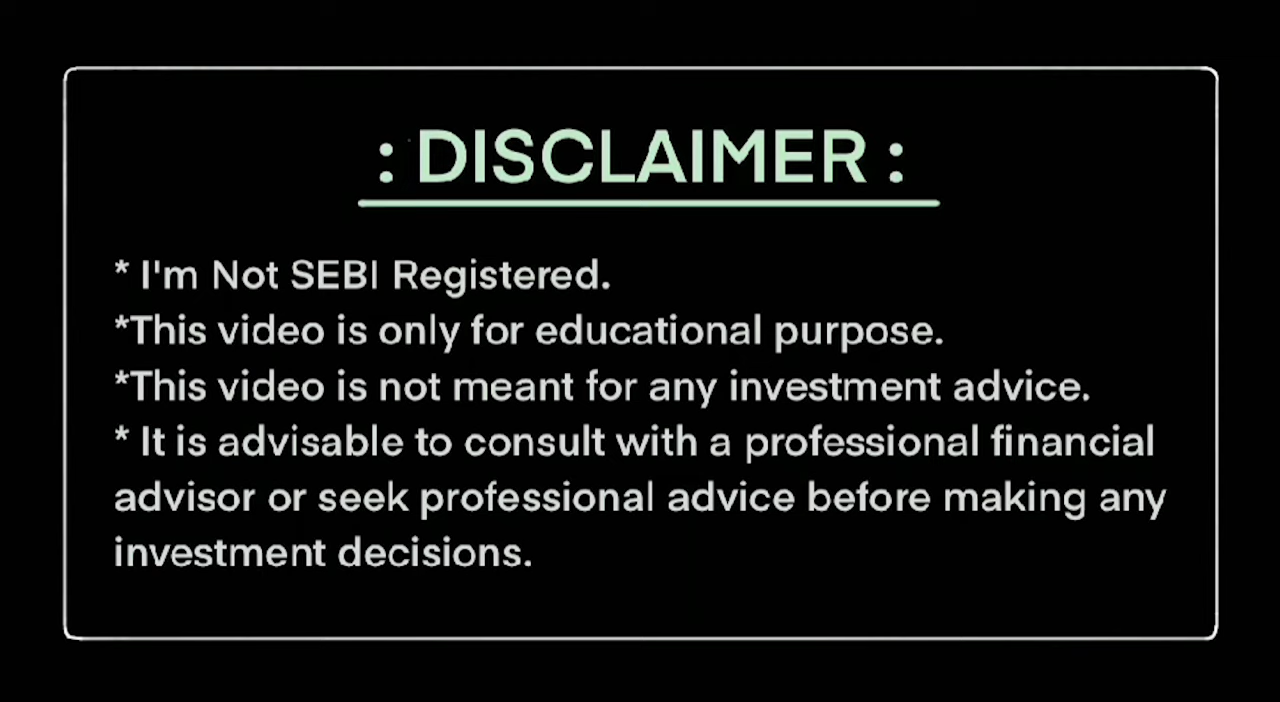 : DISCLAIMER :
* I'm Not SEBI Registered.
*This video is only for educational purpose.
*This video is not meant for any investment advice.
* It is advisable to consult with a professional financial
advisor or seek professional advice before making any
investment decisions.